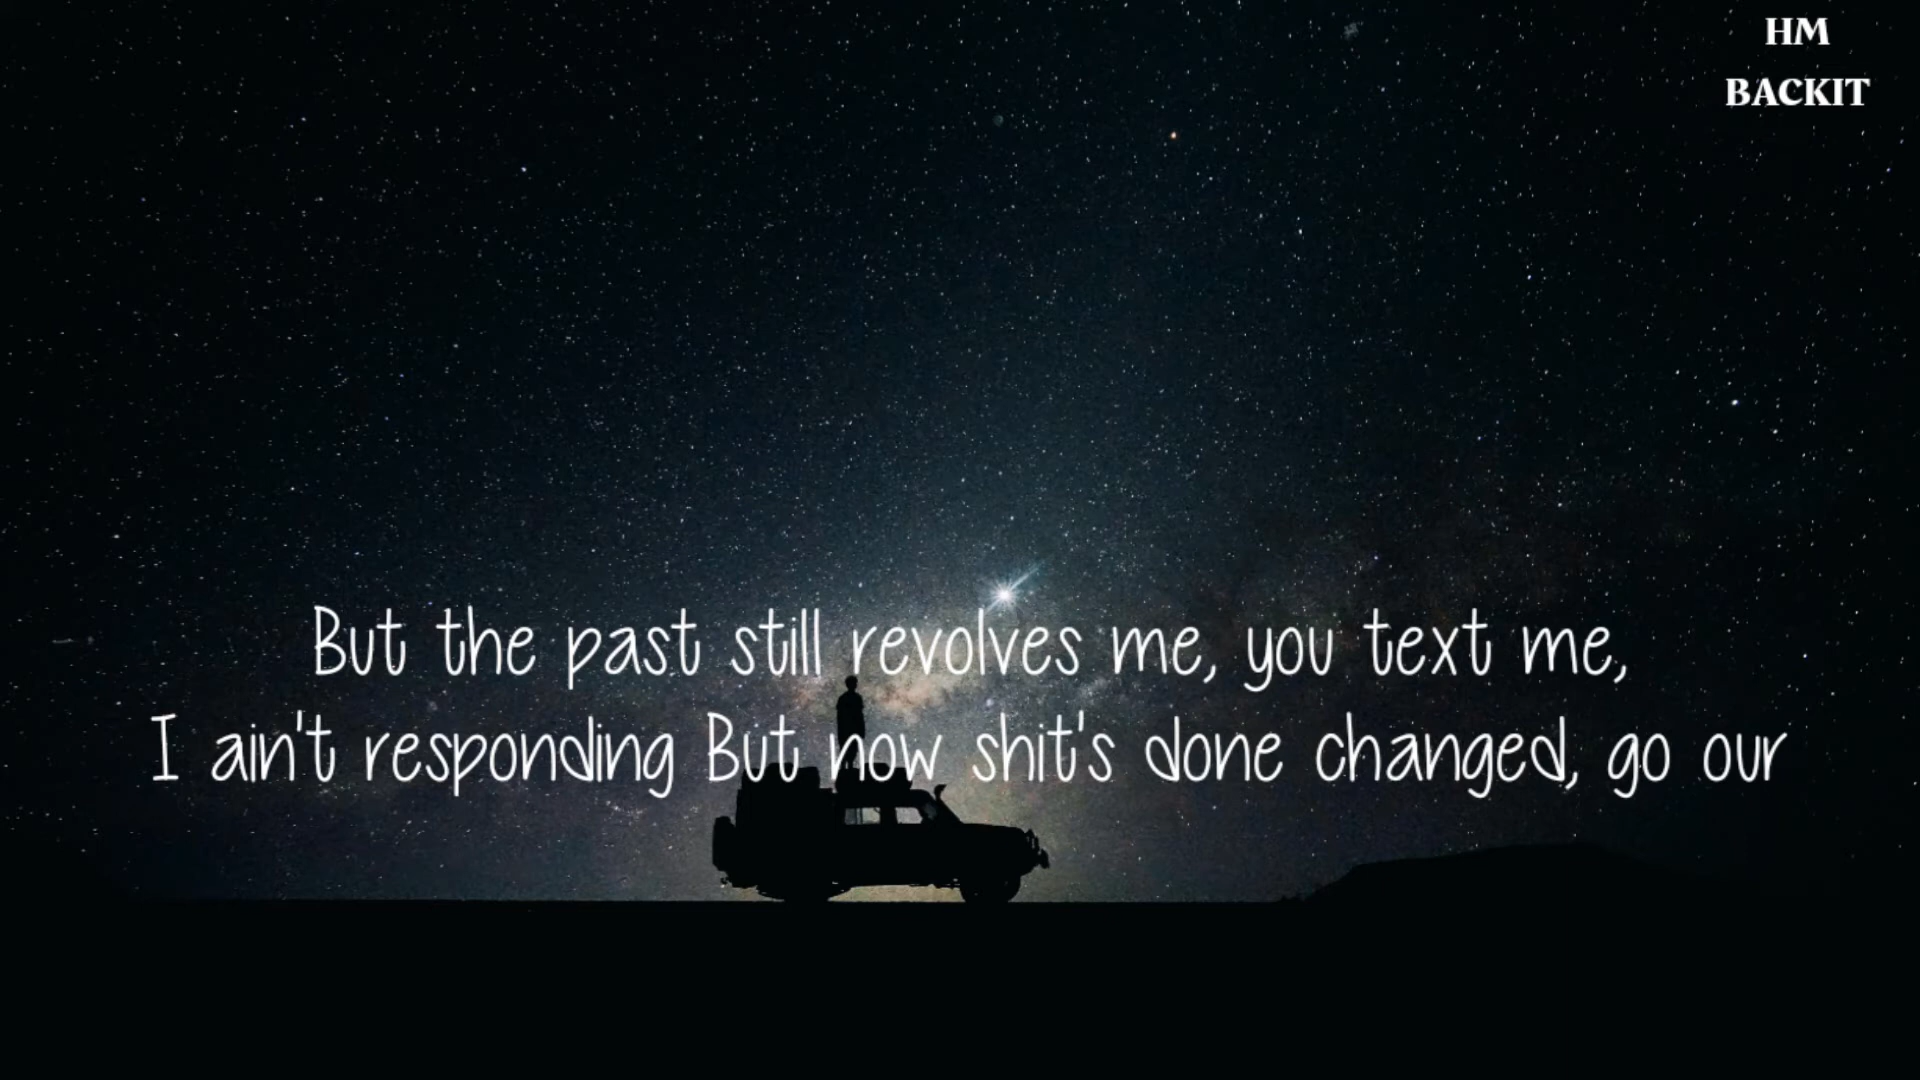 HM
BACKIT
But the past still revolves me, you text me,
I ain't responding But now shit's done changed, go our